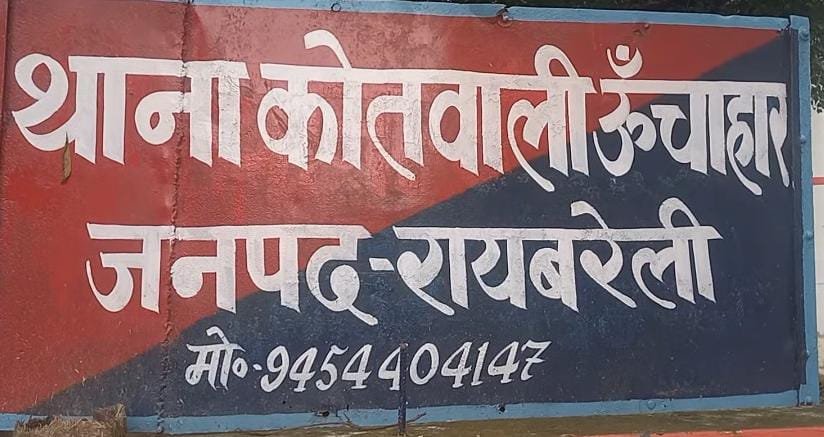 थाना कोतवाली ऊँचाहार
जनपद-रायबरेली
मो०-9454404147